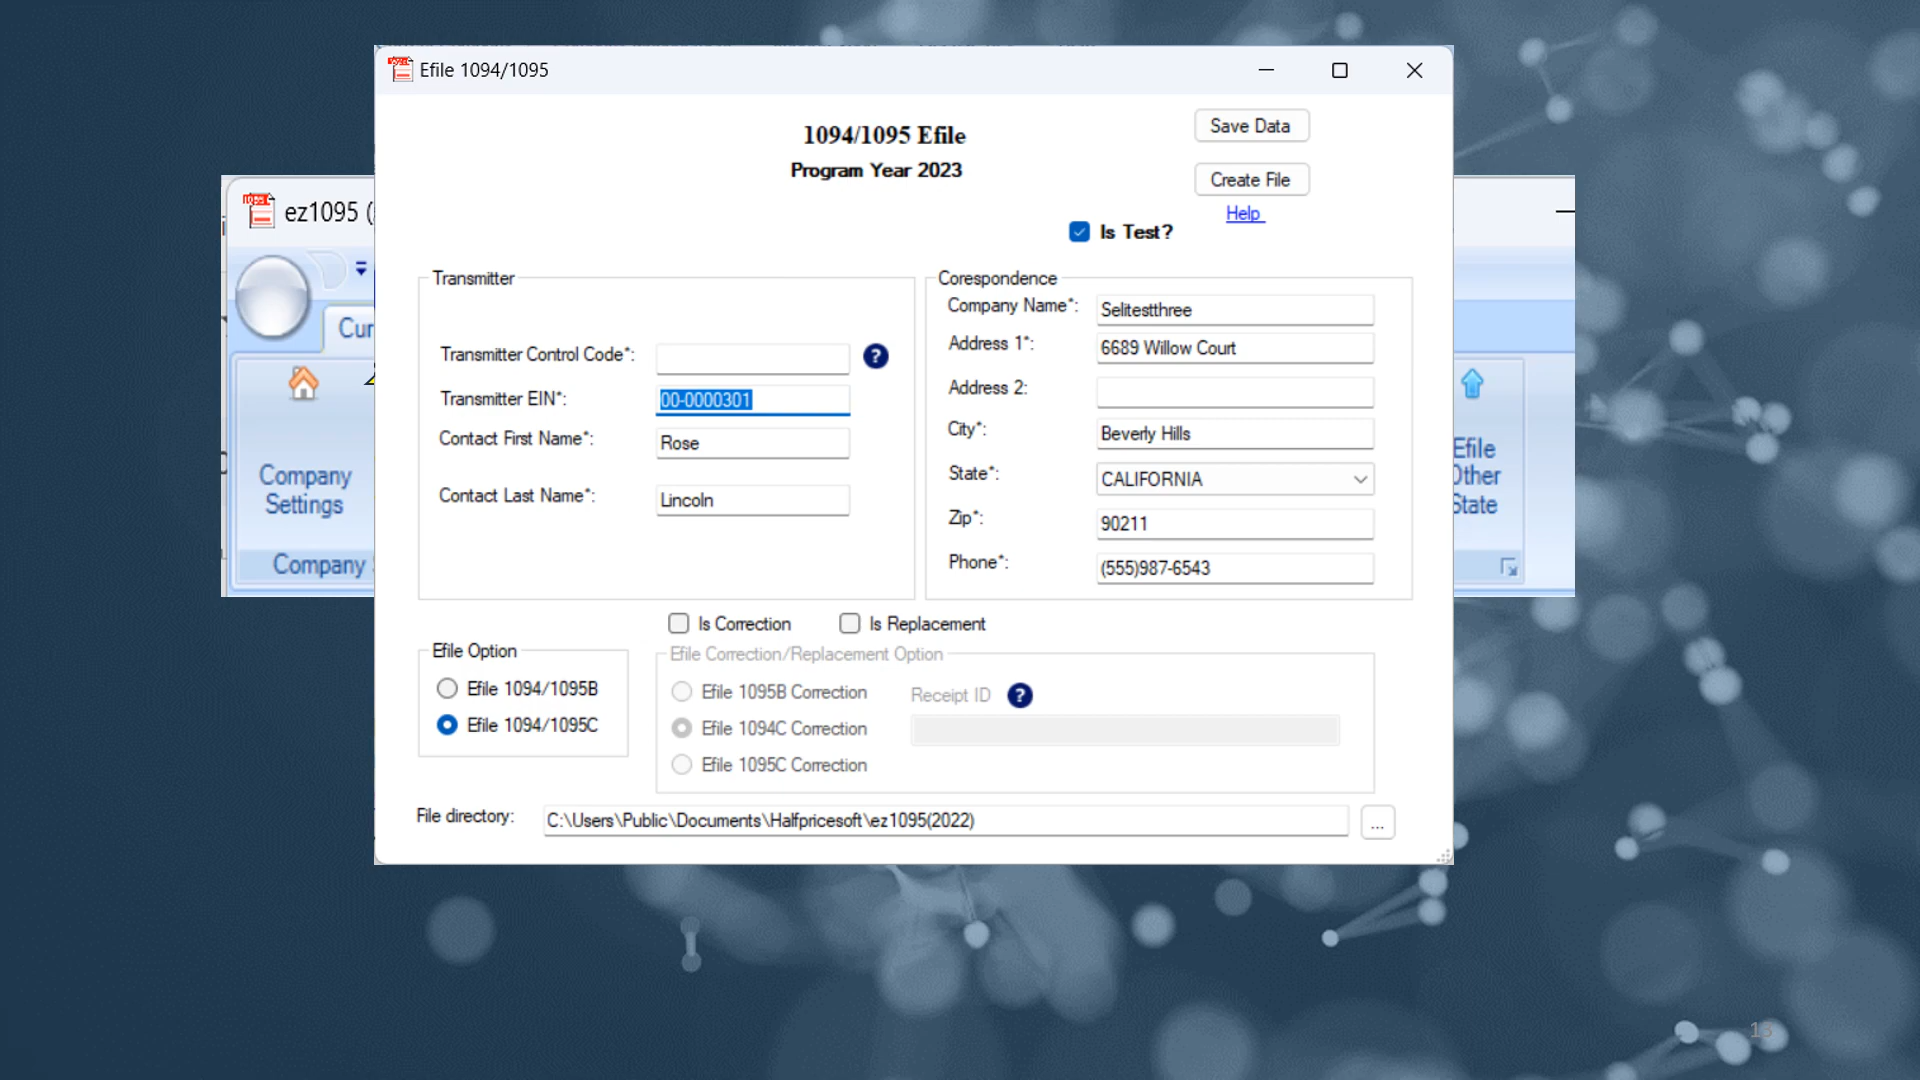 Efile 1094/1095
1094/1095 Efile
Program Year 2023
Save Data
Create File
Help
Is Test?
ez1095 (
Cur
Company
Settings
Company
Efile
Other
State
Transmitter
Transmitter Control Code*:
?
Transmitter EIN*: 00-0000301
Contact First Name*: Rose
Contact Last Name*: Lincoln
Corespondence
Company Name*: Selitestthree
Address 1*: 6689 Willow Court
Address 2:
City*: Beverly Hills
State*: CALIFORNIA
Zip*: 90211
Phone*: (555)987-6543
Is Correction Is Replacement
Efile Option
Efile 1094/1095B
Efile 1094/1095C
Efile Correction/Replacement Option
Efile 1095B Correction
Efile 1094C Correction
Efile 1095C Correction
Receipt ID ?
File directory: C:\Users\Public\Documents\Halfpricesoft\ez1095(2022) ...